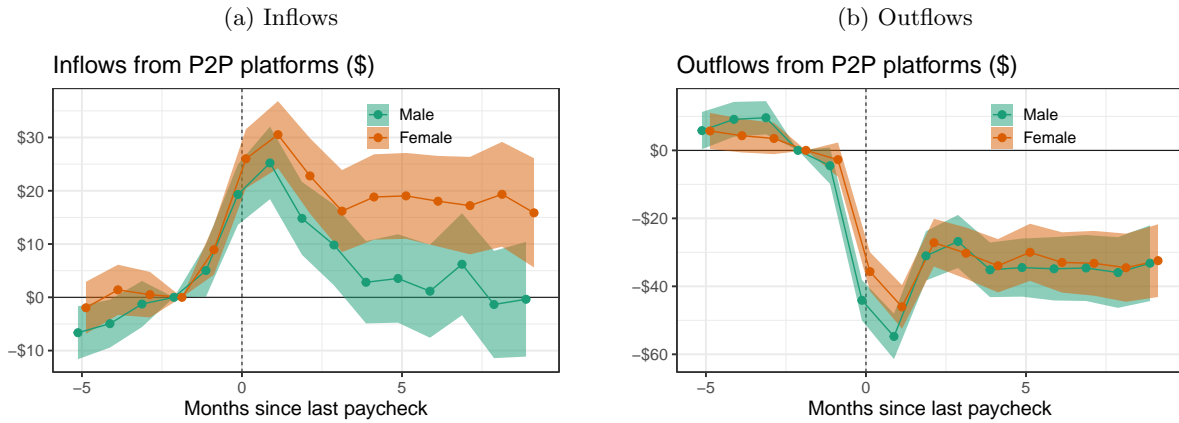 (a) Inflows
Inflows from P2P platforms ($)
Male
Female
$30
$20
$10
$0
−$10
−5
0
5
Months since last paycheck
(b) Outflows
Outflows from P2P platforms ($)
Male
Female
$0
−$20
−$40
−$60
−5
0
5
Months since last paycheck